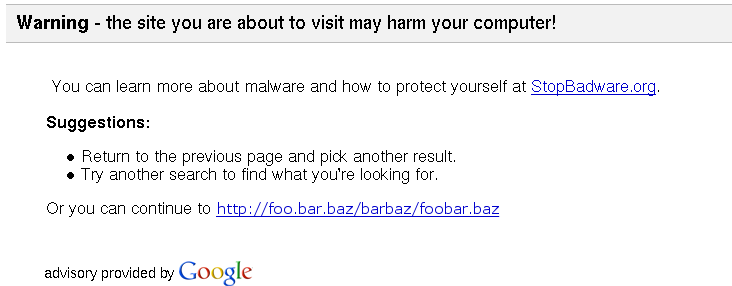 Warning - the site you are about to visit may harm your computer!
You can learn more about malware and how to protect yourself at StopBadware.org.
Suggestions:
● Return to the previous page and pick another result.
● Try another search to find what you're looking for.
Or you can continue to http://foo.bar.baz/barbaz/foobar.baz
advisory provided by Google